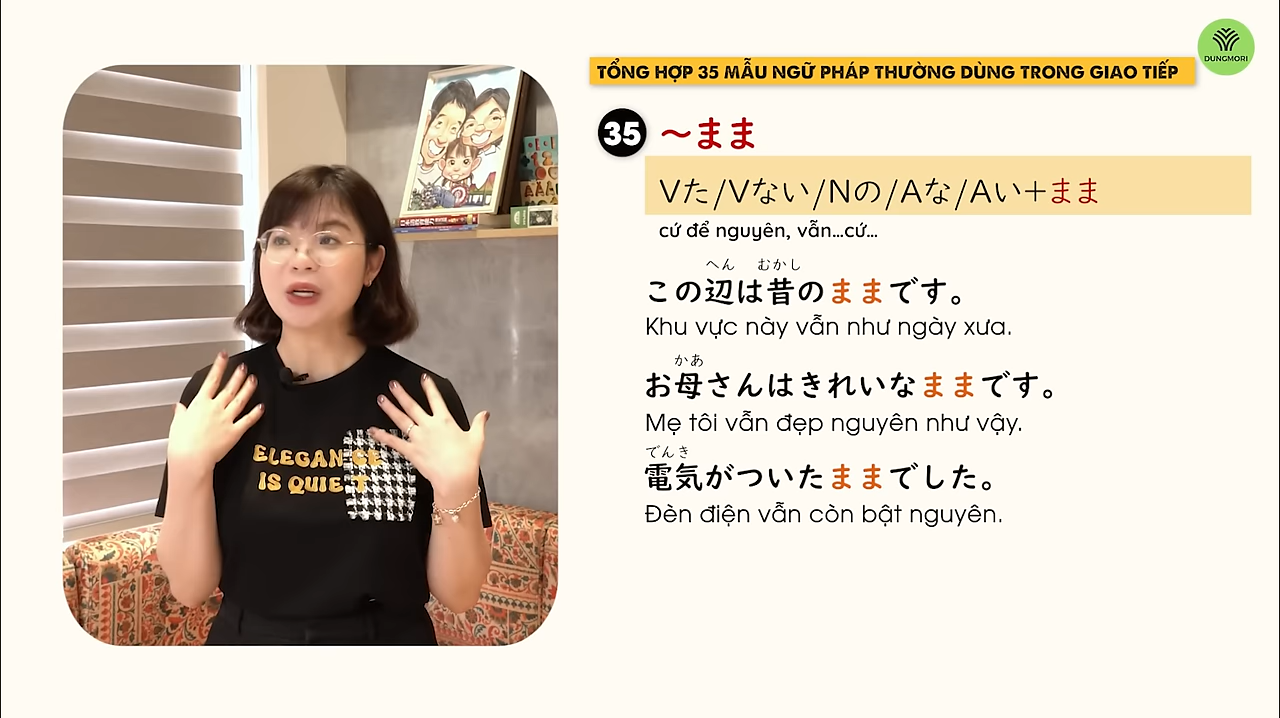 DUNGMORI
TỔNG HỢP 35 MẪU NGỮ PHÁP THƯỜNG DÙNG TRONG GIAO TIẾP
35 ～まま
Vた/Vない/Nの/Aな/Aい＋まま
cứ để nguyên, vẫn...cứ...
へん むかし
この辺は昔のままです。
Khu vực này vẫn như ngày xưa.
かあ
お母さんはきれいなままです。
Mẹ tôi vẫn đẹp nguyên như vậy.
でんき
電気がついたままでした。
Đèn điện vẫn còn bật nguyên.
ELEGANCE
IS QUIET